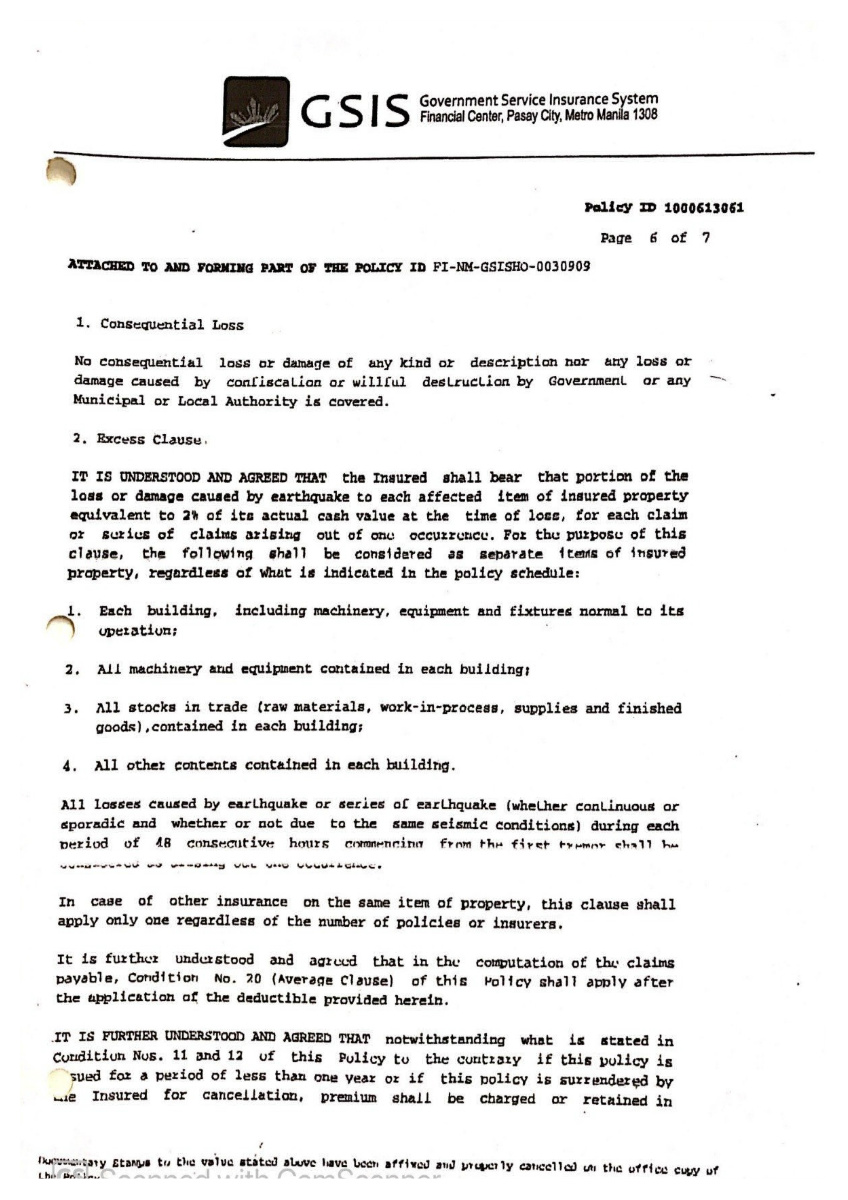 GSIS Government Service Insurance System
Financial Center, Pasay City, Metro Manila 1308
Policy ID 1000613061
Page 6 of 7
ATTACHED TO AND FORMING PART OF THE POLICY ID FI-NM-GSISHO-0030909
1. Consequential Loss
No consequential loss or damage of any kind or description nor any loss or
damage caused by confiscation or willful destruction by Government or any
Municipal or Local Authority is covered.
2. Excess Clause.
IT IS UNDERSTOOD AND AGREED THAT the Insured shall bear that portion of the
loss or damage caused by earthquake to each affected item of insured property
equivalent to 2% of its actual cash value at the time of loss, for each claim
or series of claims arising out of one occurrence. For the purpose of this
clause, the following shall be considered as separate items of insured
property, regardless of what is indicated in the policy schedule:
1. Each building, including machinery, equipment and fixtures normal to its
operation;
2. All machinery and equipment contained in each building;
3. All stocks in trade (raw materials, work-in-process, supplies and finished
goods),contained in each building;
4. All other contents contained in each building.
All losses caused by earthquake or series of earthquake (whether continuous or
sporadic and whether or not due to the same seismic conditions) during each
period of 48 consecutive hours commencing from the first tremor shall be
In case of other insurance on the same item of property, this clause shall
apply only one regardless of the number of policies or insurers.
It is further understood and agreed that in the computation of the claims
payable, Condition No. 20 (Average Clause) of this Policy shall apply after
the application of the deductible provided herein.
IT IS FURTHER UNDERSTOOD AND AGREED THAT notwithstanding what is stated in
Condition Nos. 11 and 12 of this Policy to the contrary if this policy is
sued for a period of less than one year or if this policy is surrendered by
Insured for cancellation, premium shall be charged or retained in
Documentary Stamps to the value stated above have been affixed and properly cancelled on the office copy of